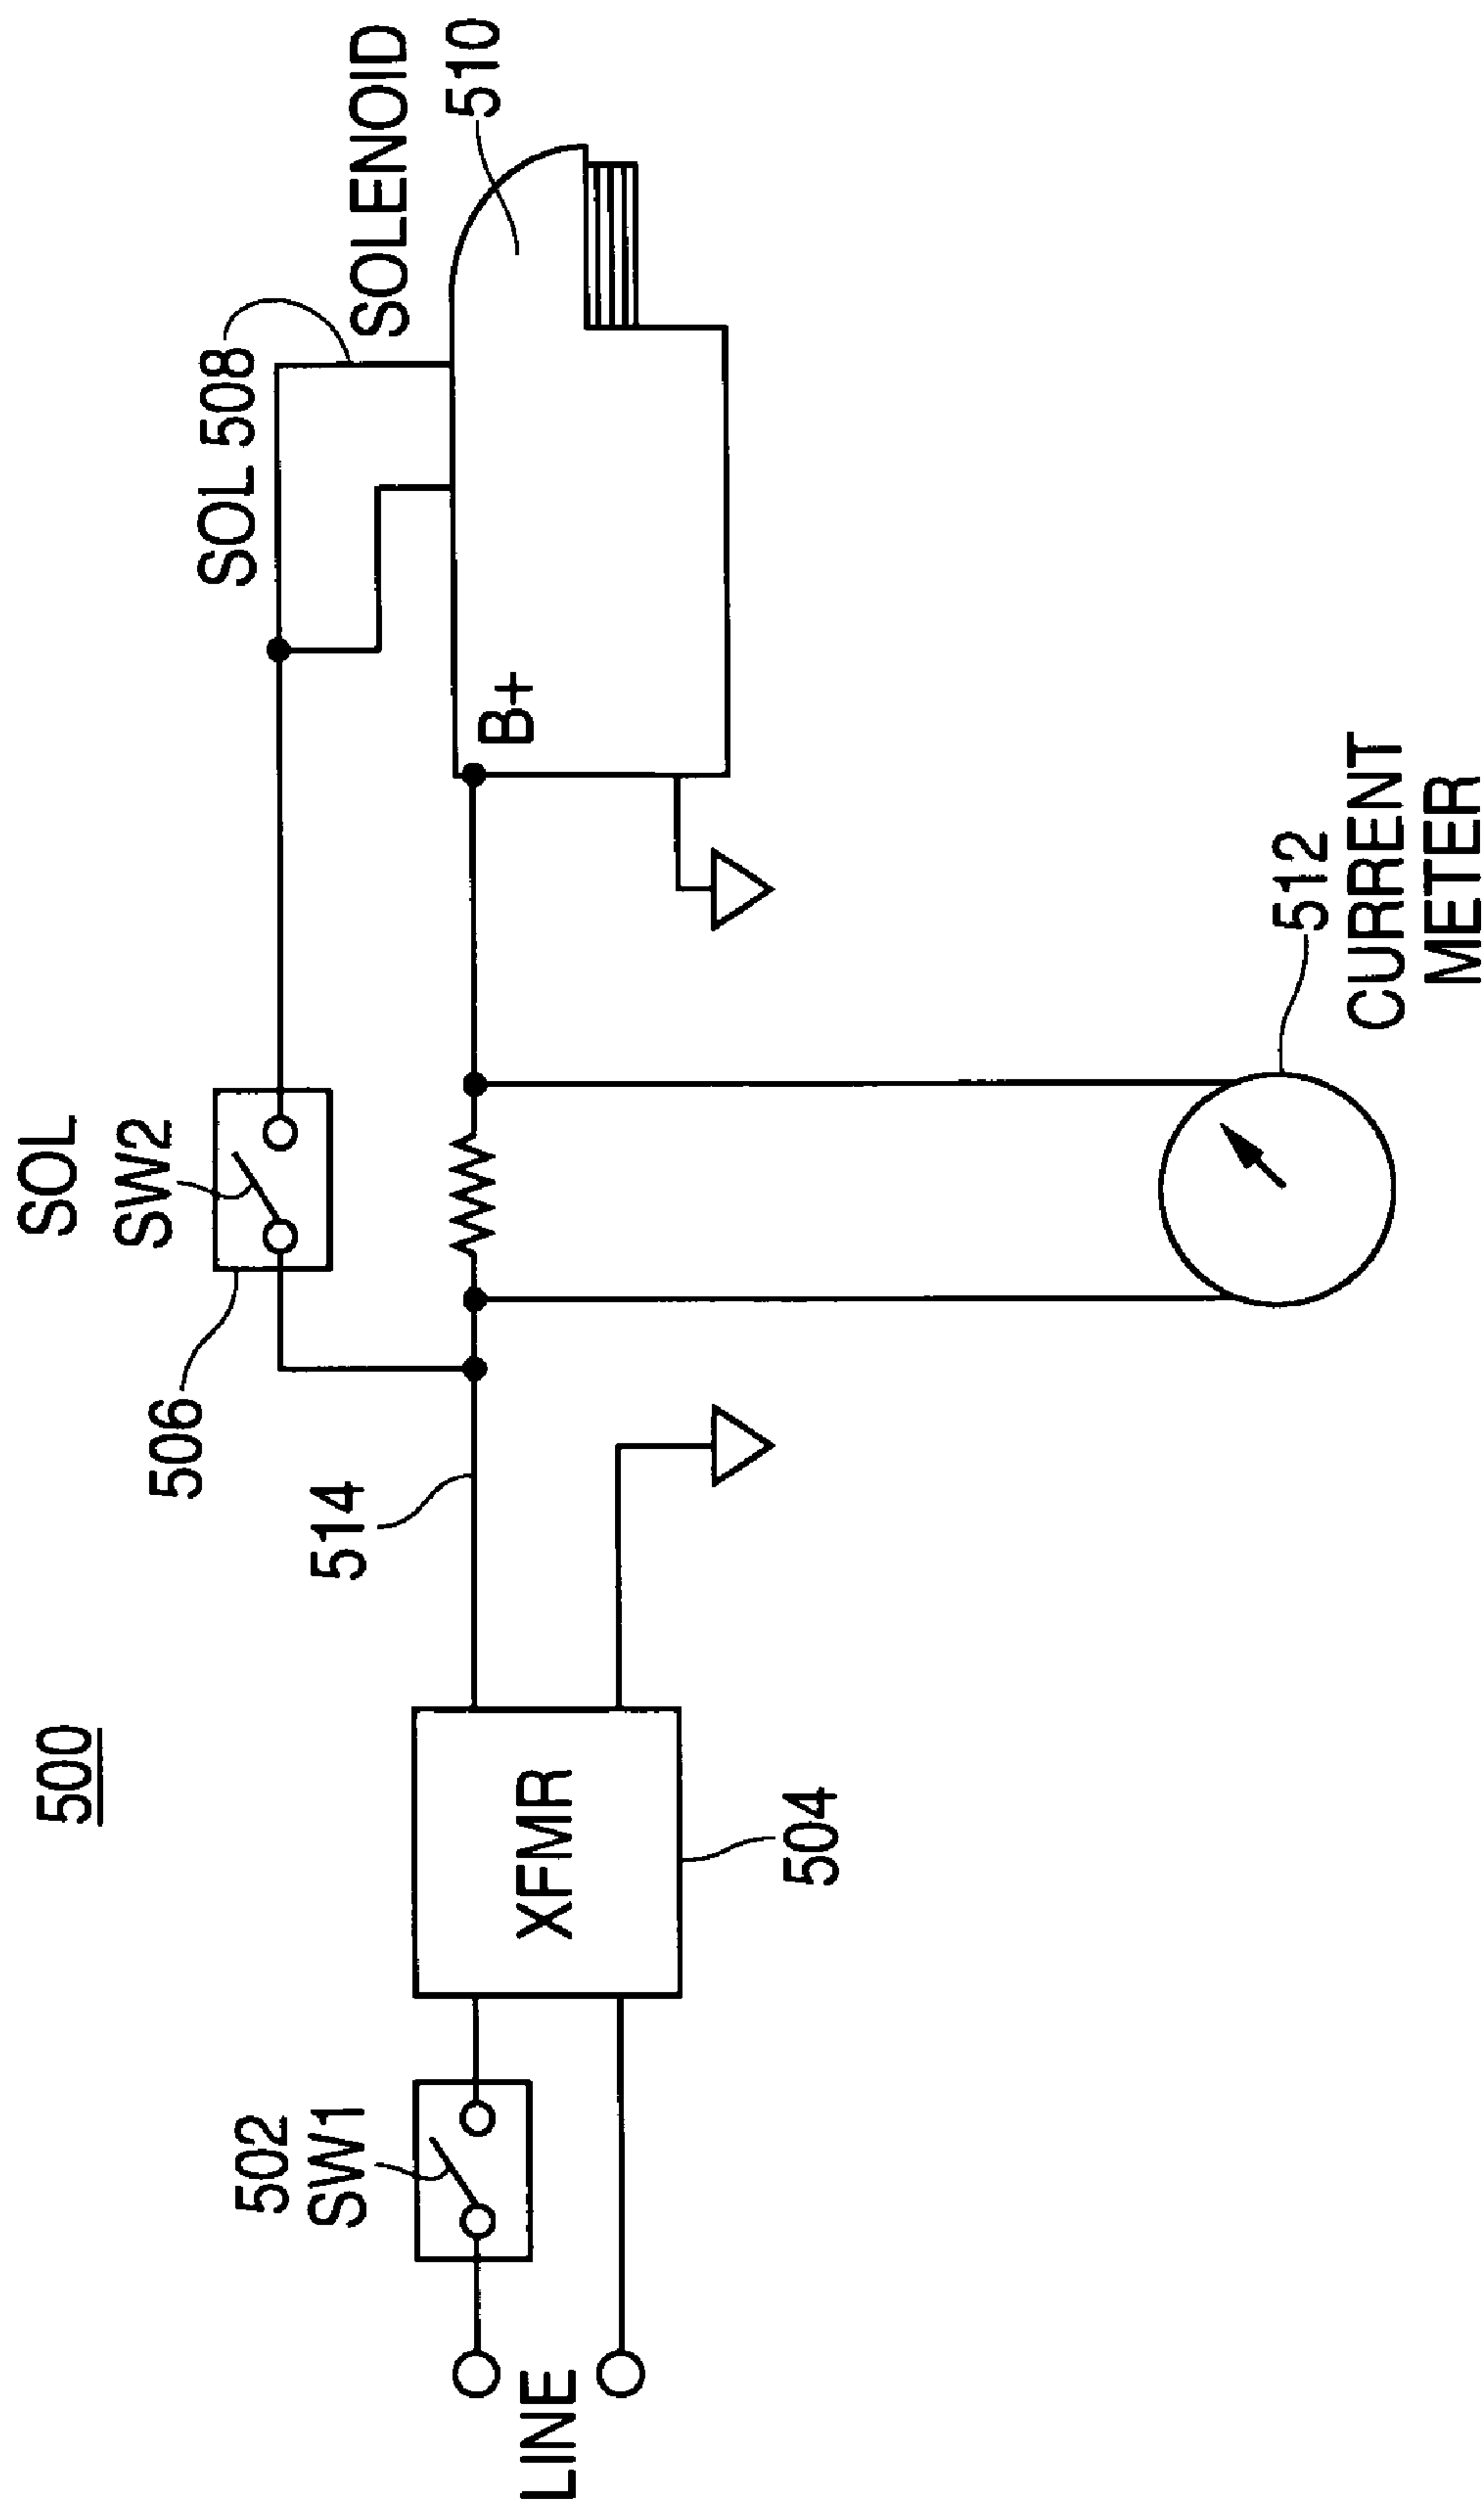 500
SOL
SW2
506
514
SOL 508
SOLENOID
510
B+
502
SW1
LINE
XFMR
504
512
CURRENT
METER